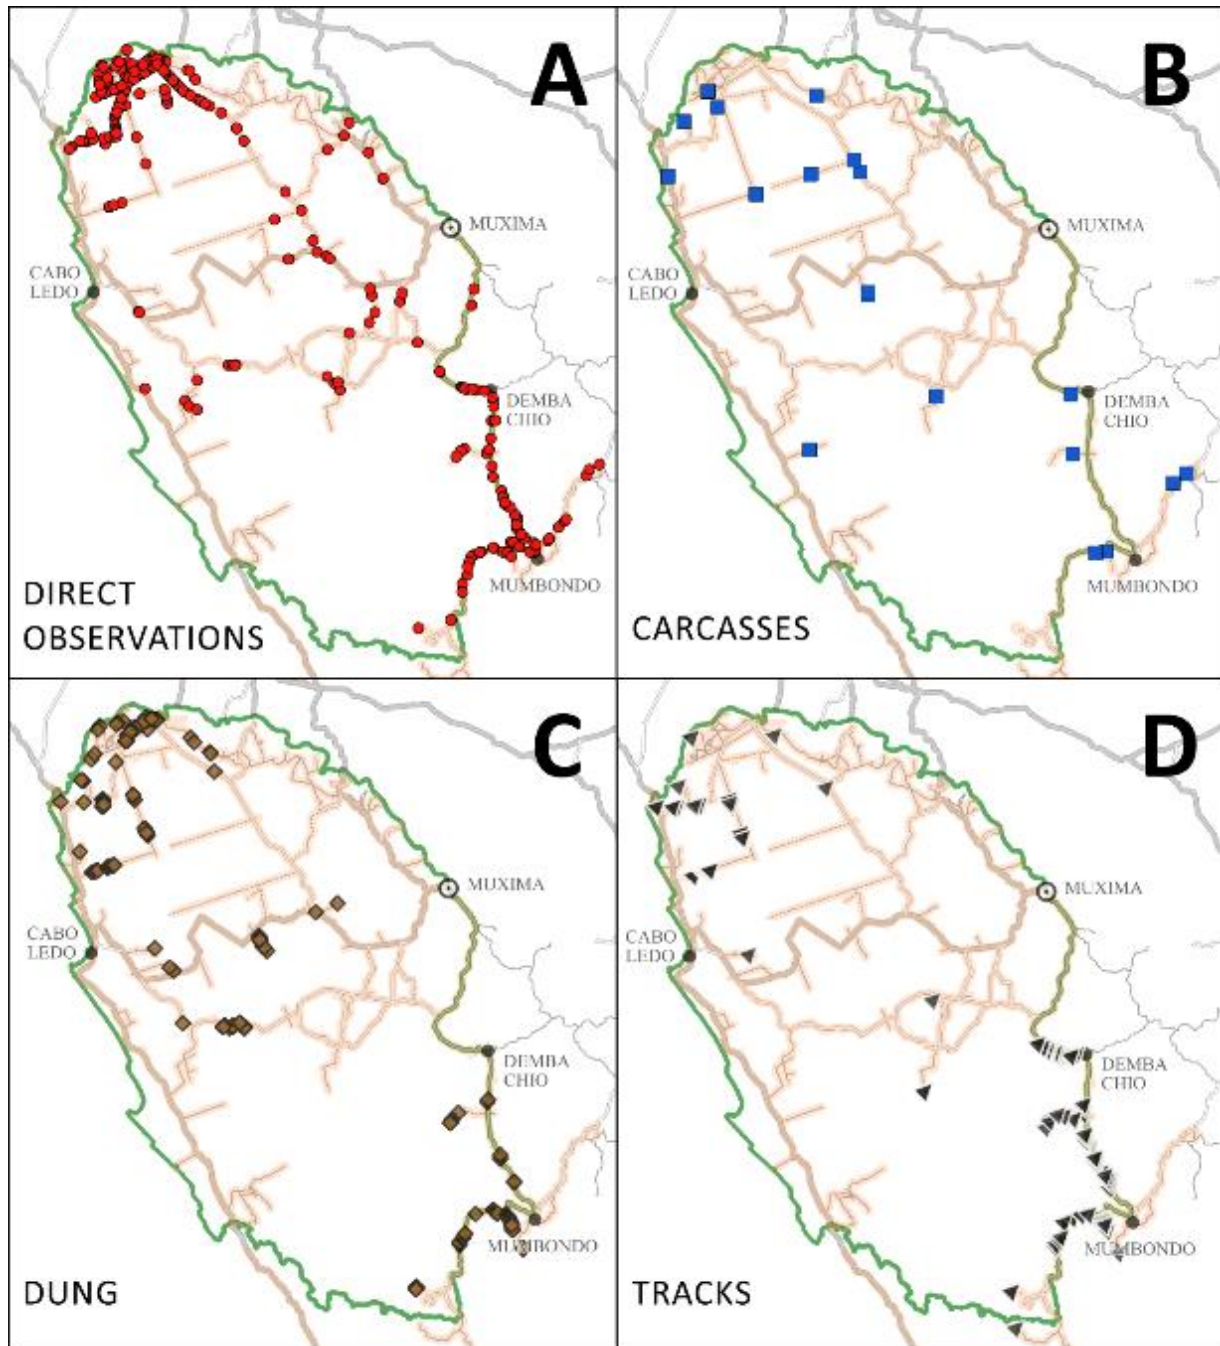 A
MUXIMA
CABO
LEDO
DEMBA
CHIO
MUMBONDO
DIRECT
OBSERVATIONS
B
MUXIMA
CABO
LEDO
DEMBA
CHIO
MUMBONDO
CARCASSES
C
MUXIMA
CABO
LEDO
DEMBA
CHIO
MUMBONDO
DUNG
D
MUXIMA
CABO
LEDO
DEMBA
CHIO
MUMBONDO
TRACKS